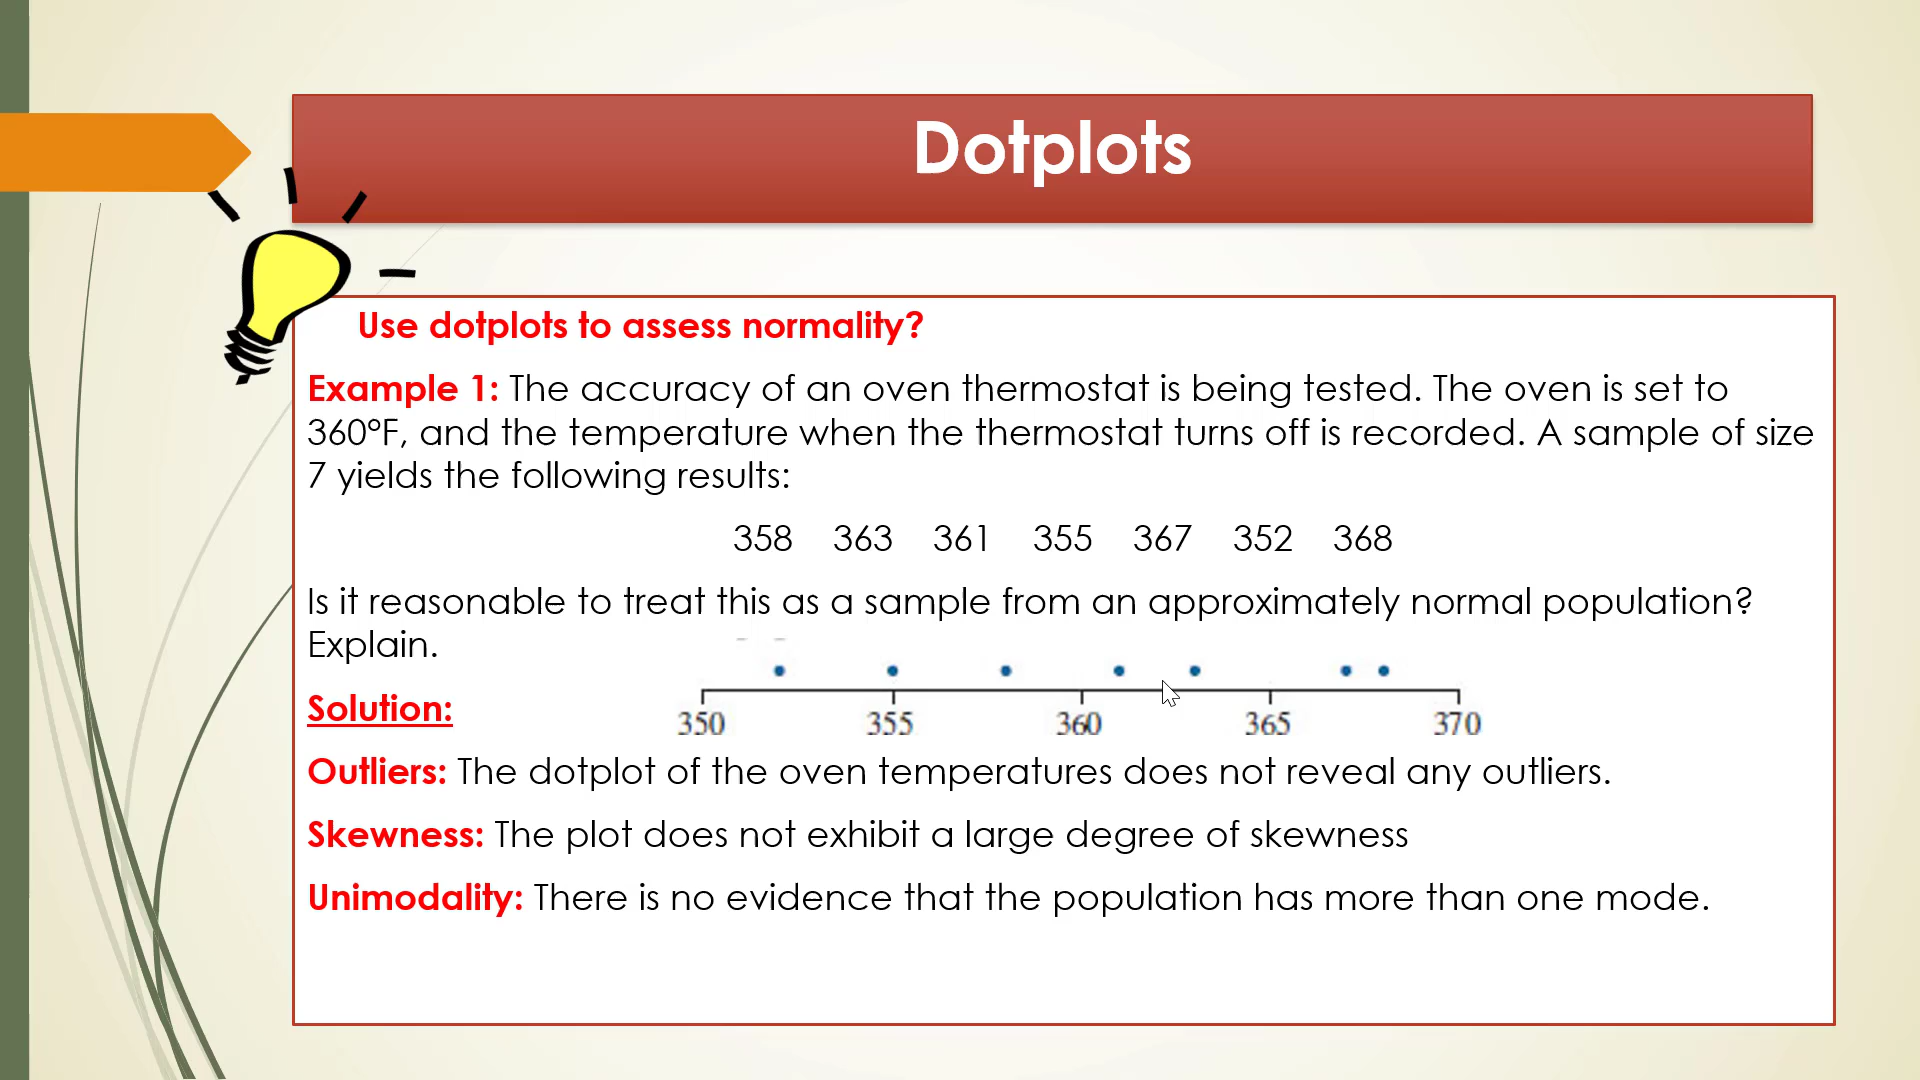 Dotplots
Use dotplots to assess normality?
Example 1: The accuracy of an oven thermostat is being tested. The oven is set to
360°F, and the temperature when the thermostat turns off is recorded. A sample of size
7 yields the following results:
358 363 361 355 367 352 368
Is it reasonable to treat this as a sample from an approximately normal population?
Explain.
350 355 360 365 370
Solution:
Outliers: The dotplot of the oven temperatures does not reveal any outliers.
Skewness: The plot does not exhibit a large degree of skewness
Unimodality: There is no evidence that the population has more than one mode.